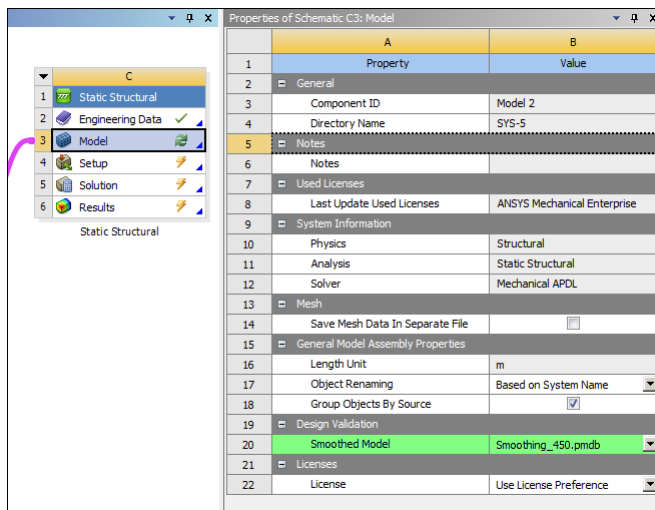 Properties of Schematic C3: Model
C
1 Static Structural
2 Engineering Data
3 Model
4 Setup
5 Solution
6 Results
Static Structural
A B
1 Property Value
2 General
3 Component ID Model 2
4 Directory Name SYS-5
5 Notes
6 Notes
7 Used Licenses
8 Last Update Used Licenses ANSYS Mechanical Enterprise
9 System Information
10 Physics Structural
11 Analysis Static Structural
12 Solver Mechanical APDL
13 Mesh
14 Save Mesh Data In Separate File
15 General Model Assembly Properties
16 Length Unit m
17 Object Renaming Based on System Name
18 Group Objects By Source
19 Design Validation
20 Smoothed Model Smoothing_450.pmdb
21 Licenses
22 License Use License Preference